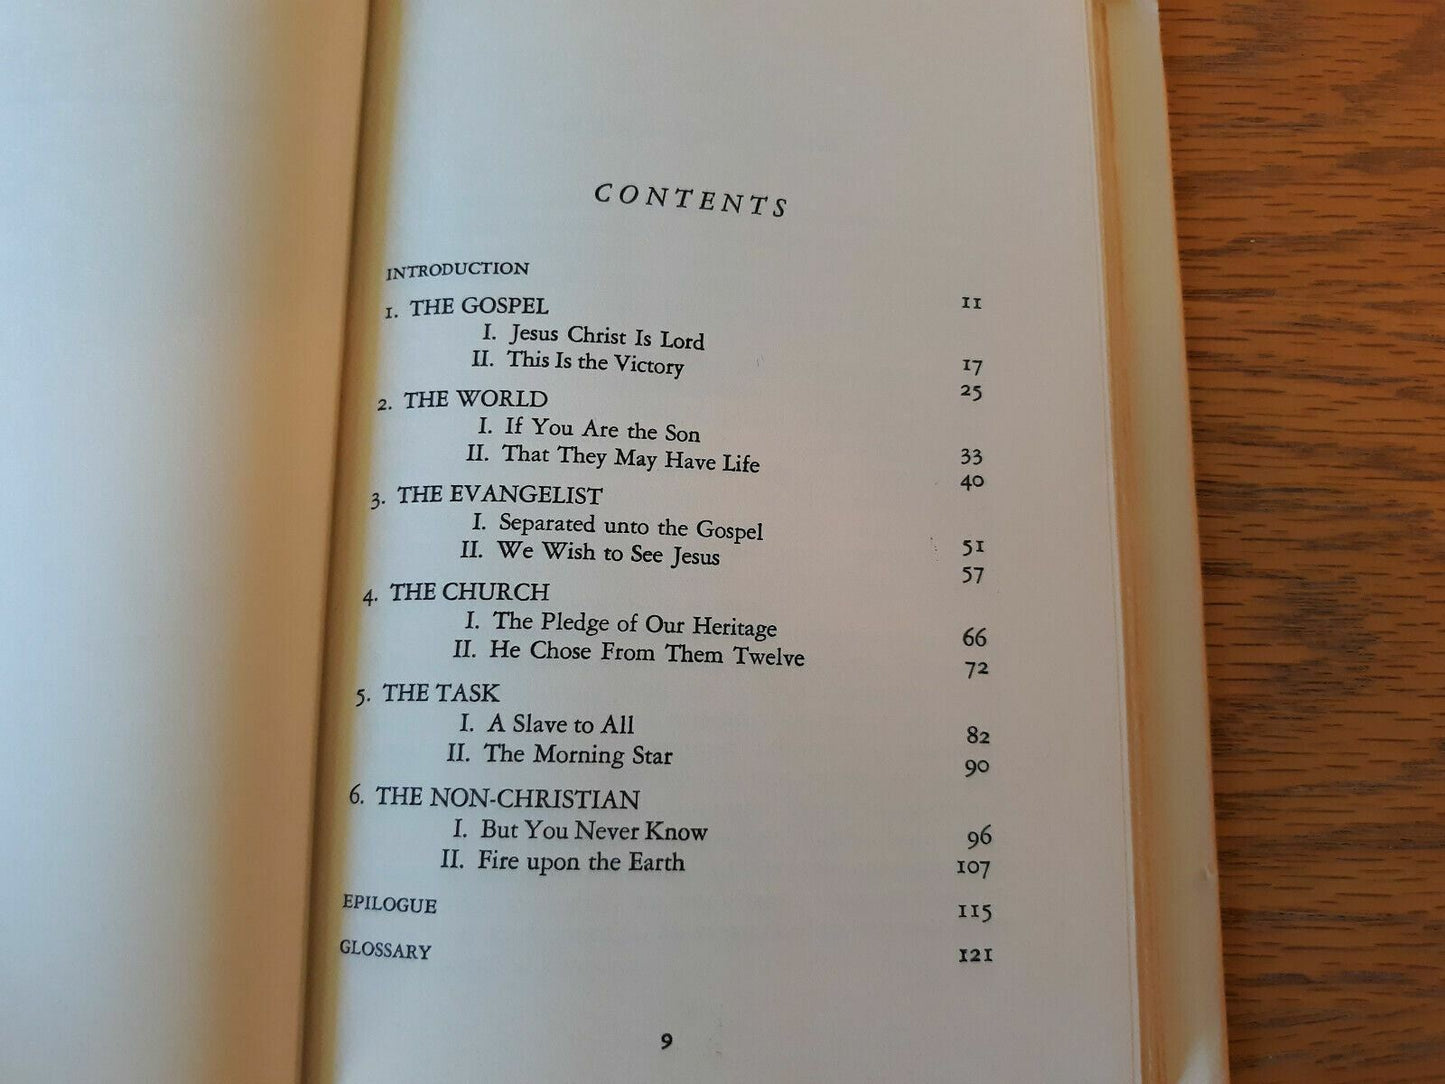 CONTENTS
INTRODUCTION 11
1. THE GOSPEL
I. Jesus Christ Is Lord 17
II. This Is the Victory 25
2. THE WORLD
I. If You Are the Son 33
II. That They May Have Life 40
3. THE EVANGELIST
I. Separated unto the Gospel 51
II. We Wish to See Jesus 57
4. THE CHURCH
I. The Pledge of Our Heritage 66
II. He Chose From Them Twelve 72
5. THE TASK
I. A Slave to All 82
II. The Morning Star 90
6. THE NON-CHRISTIAN
I. But You Never Know 96
II. Fire upon the Earth 107
EPILOGUE 115
GLOSSARY 121
9